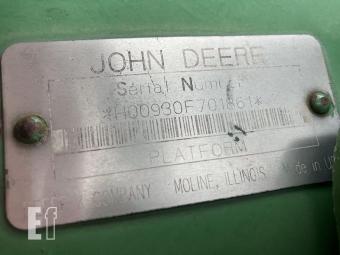 JOHN DEERE
Serial Number
*H00930F701861*
PLATFORM
COMPANY MOLINE, ILLINOIS Made in U
Ef